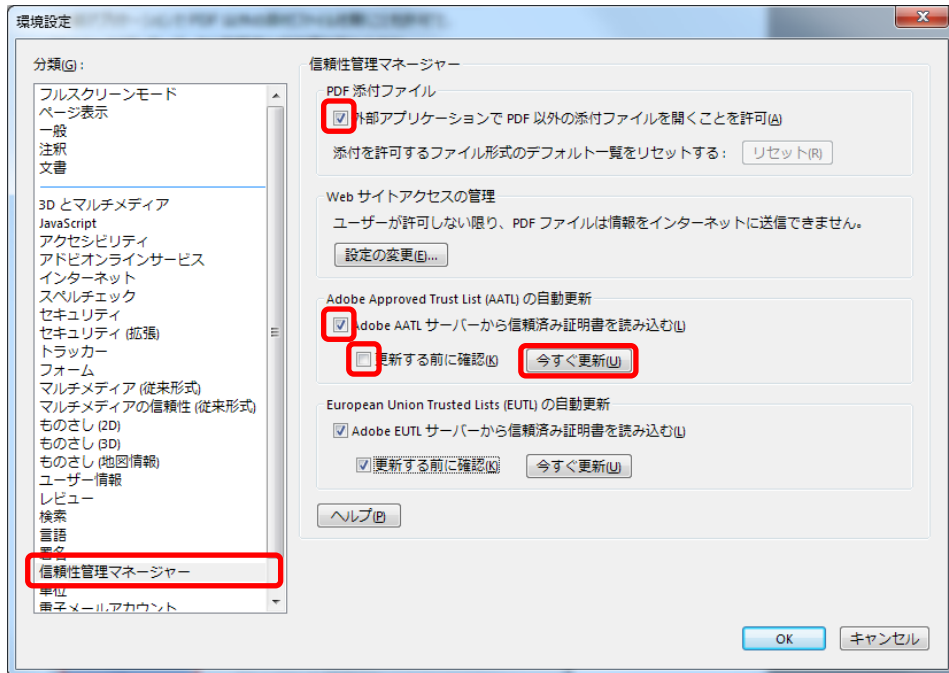 環境設定
分類(G):
フルスクリーンモード
ページ表示
一般
注釈
文書
3D とマルチメディア
JavaScript
アクセシビリティ
アドビオンラインサービス
インターネット
スペルチェック
セキュリティ
セキュリティ (拡張)
トラッカー
フォーム
マルチメディア (従来形式)
マルチメディアの信頼性 (従来形式)
ものさし (2D)
ものさし (3D)
ものさし (地図情報)
ユーザー情報
レビュー
検索
言語
署名
信頼性管理マネージャー
単位
電子メールアカウント
信頼性管理マネージャー
PDF 添付ファイル
外部アプリケーションで PDF 以外の添付ファイルを開くことを許可(A)
添付を許可するファイル形式のデフォルト一覧をリセットする: リセット(R)
Web サイトアクセスの管理
ユーザーが許可しない限り、PDF ファイルは情報をインターネットに送信できません。
設定の変更(E)...
Adobe Approved Trust List (AATL) の自動更新
Adobe AATL サーバーから信頼済み証明書を読み込む(L)
更新する前に確認(K) 今すぐ更新(U)
European Union Trusted Lists (EUTL) の自動更新
Adobe EUTL サーバーから信頼済み証明書を読み込む(L)
更新する前に確認(K) 今すぐ更新(U)
ヘルプ(P)
OK キャンセル